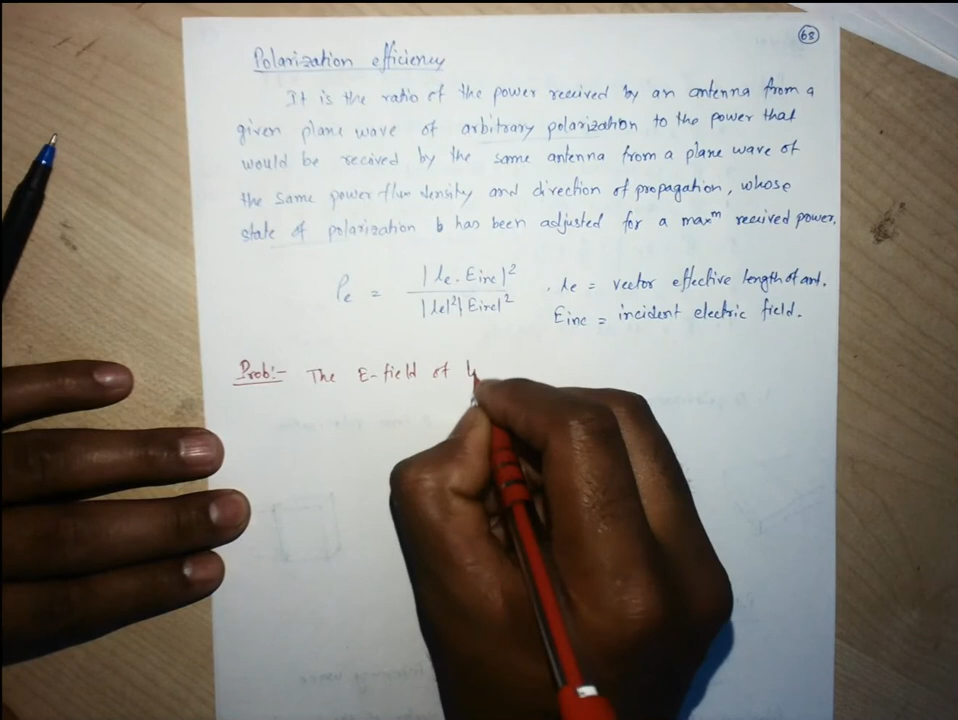 68
Polarization efficiency
It is the ratio of the power received by an antenna from a
given plane wave of arbitrary polarization to the power that
would be recived by the same antenna from a plane wave of
the same power flux density and direction of propagation, whose
state of polarization b has been adjusted for a maxᵐ received power.
Pe = |le . Einc|² / |le|²|Einc|² , le = vector effective length of ant.
Einc = incident electric field.
Prob:- The E-field of